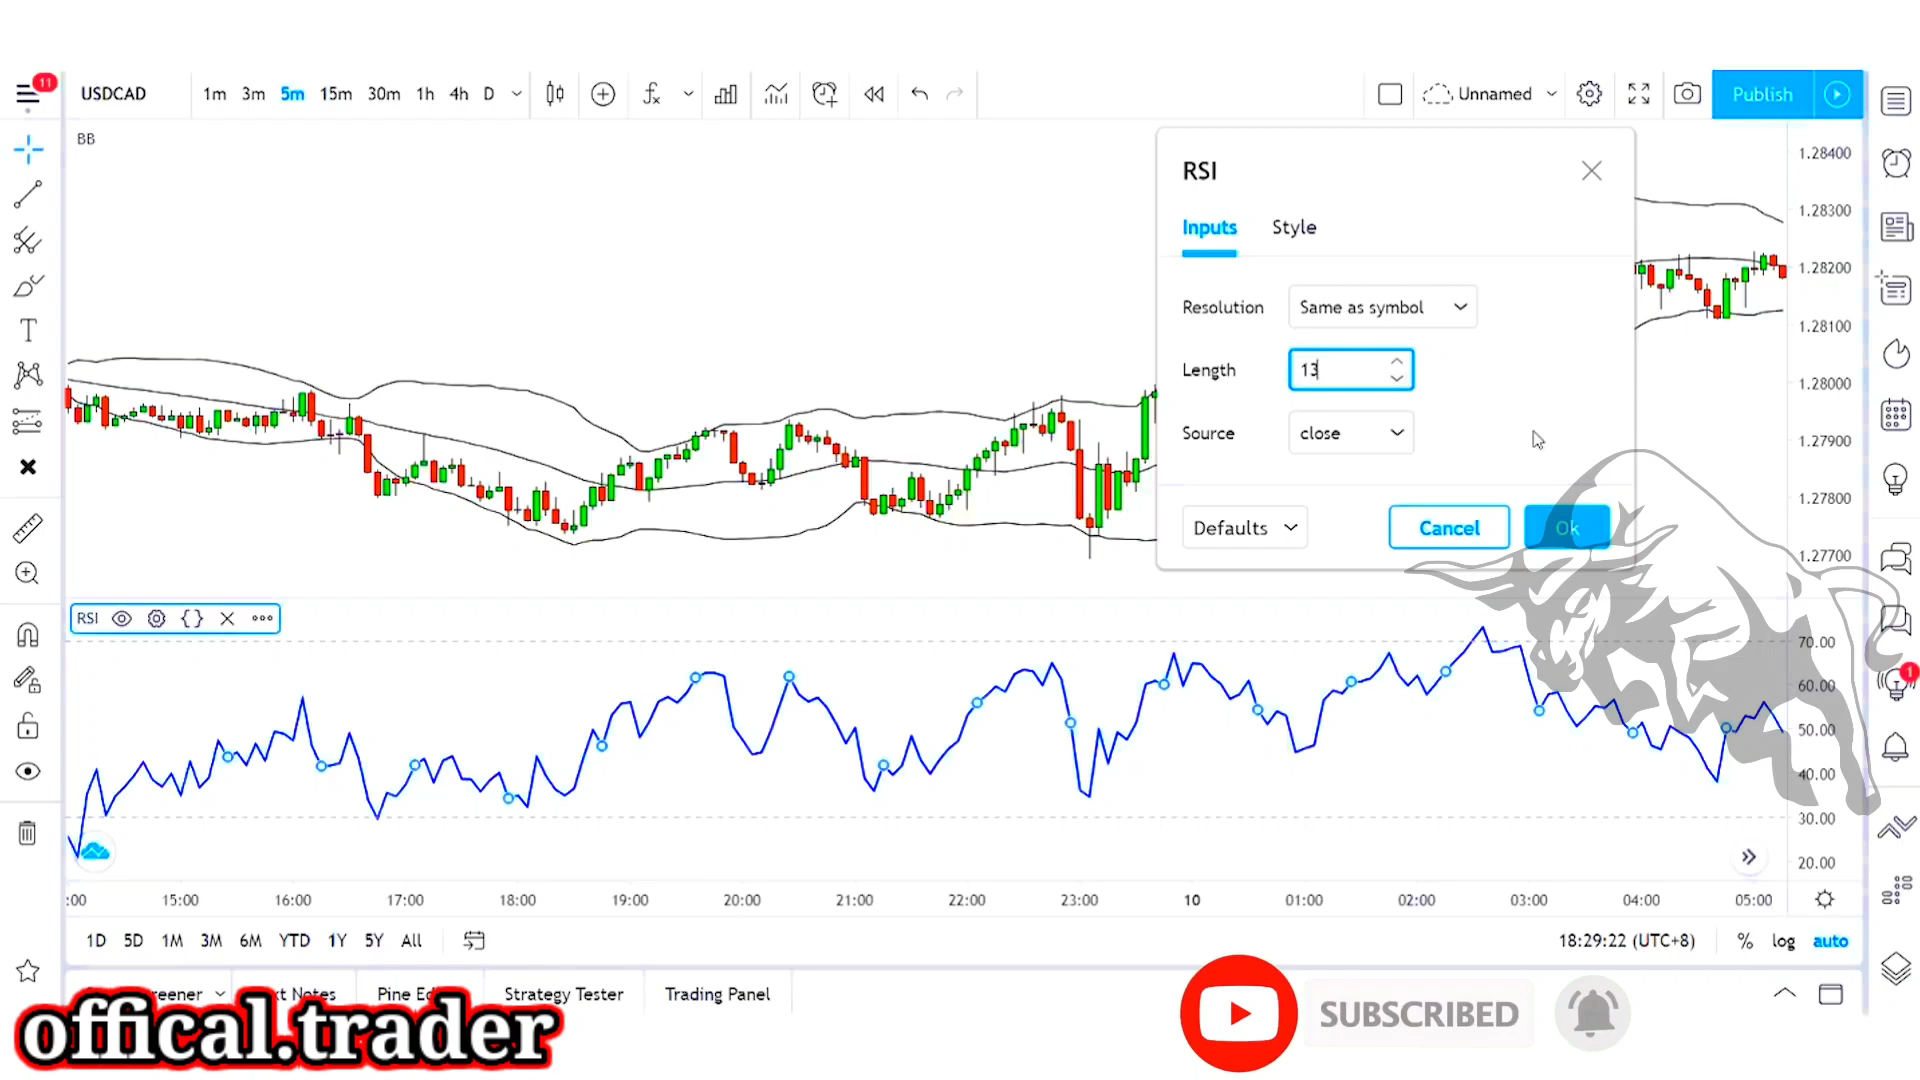 11
USDCAD 1m 3m 5m 15m 30m 1h 4h D Unnamed Publish
BB
RSI
Inputs Style
Resolution Same as symbol
Length 13
Source close
Defaults Cancel Ok
1.28400
1.28300
1.28200
1.28100
1.28000
1.27900
1.27800
1.27700
RSI
70.00
60.00
50.00
40.00
30.00
20.00
1
:00 15:00 16:00 17:00 18:00 19:00 20:00 21:00 22:00 23:00 10 01:00 02:00 03:00 04:00 05:00
1D 5D 1M 3M 6M YTD 1Y 5Y All 18:29:22 (UTC+8) % log auto
Notes Pine Strategy Tester Trading Panel
offical.trader
SUBSCRIBED